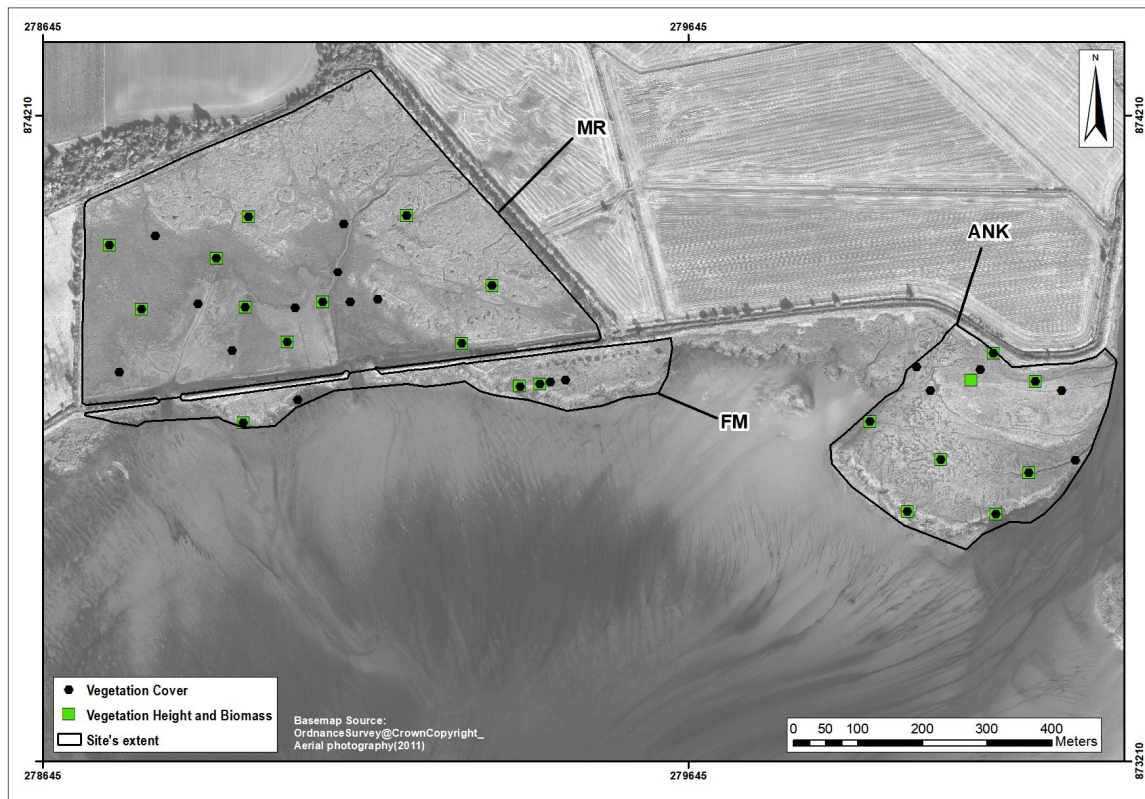 278645
279645
874210
874210
N
MR
ANK
FM
Vegetation Cover
Vegetation Height and Biomass
Site's extent
Basemap Source:
OrdnanceSurvey@CrownCopyright_
Aerial photography(2011)
0 50 100 200 300 400
Meters
873210
278645
279645